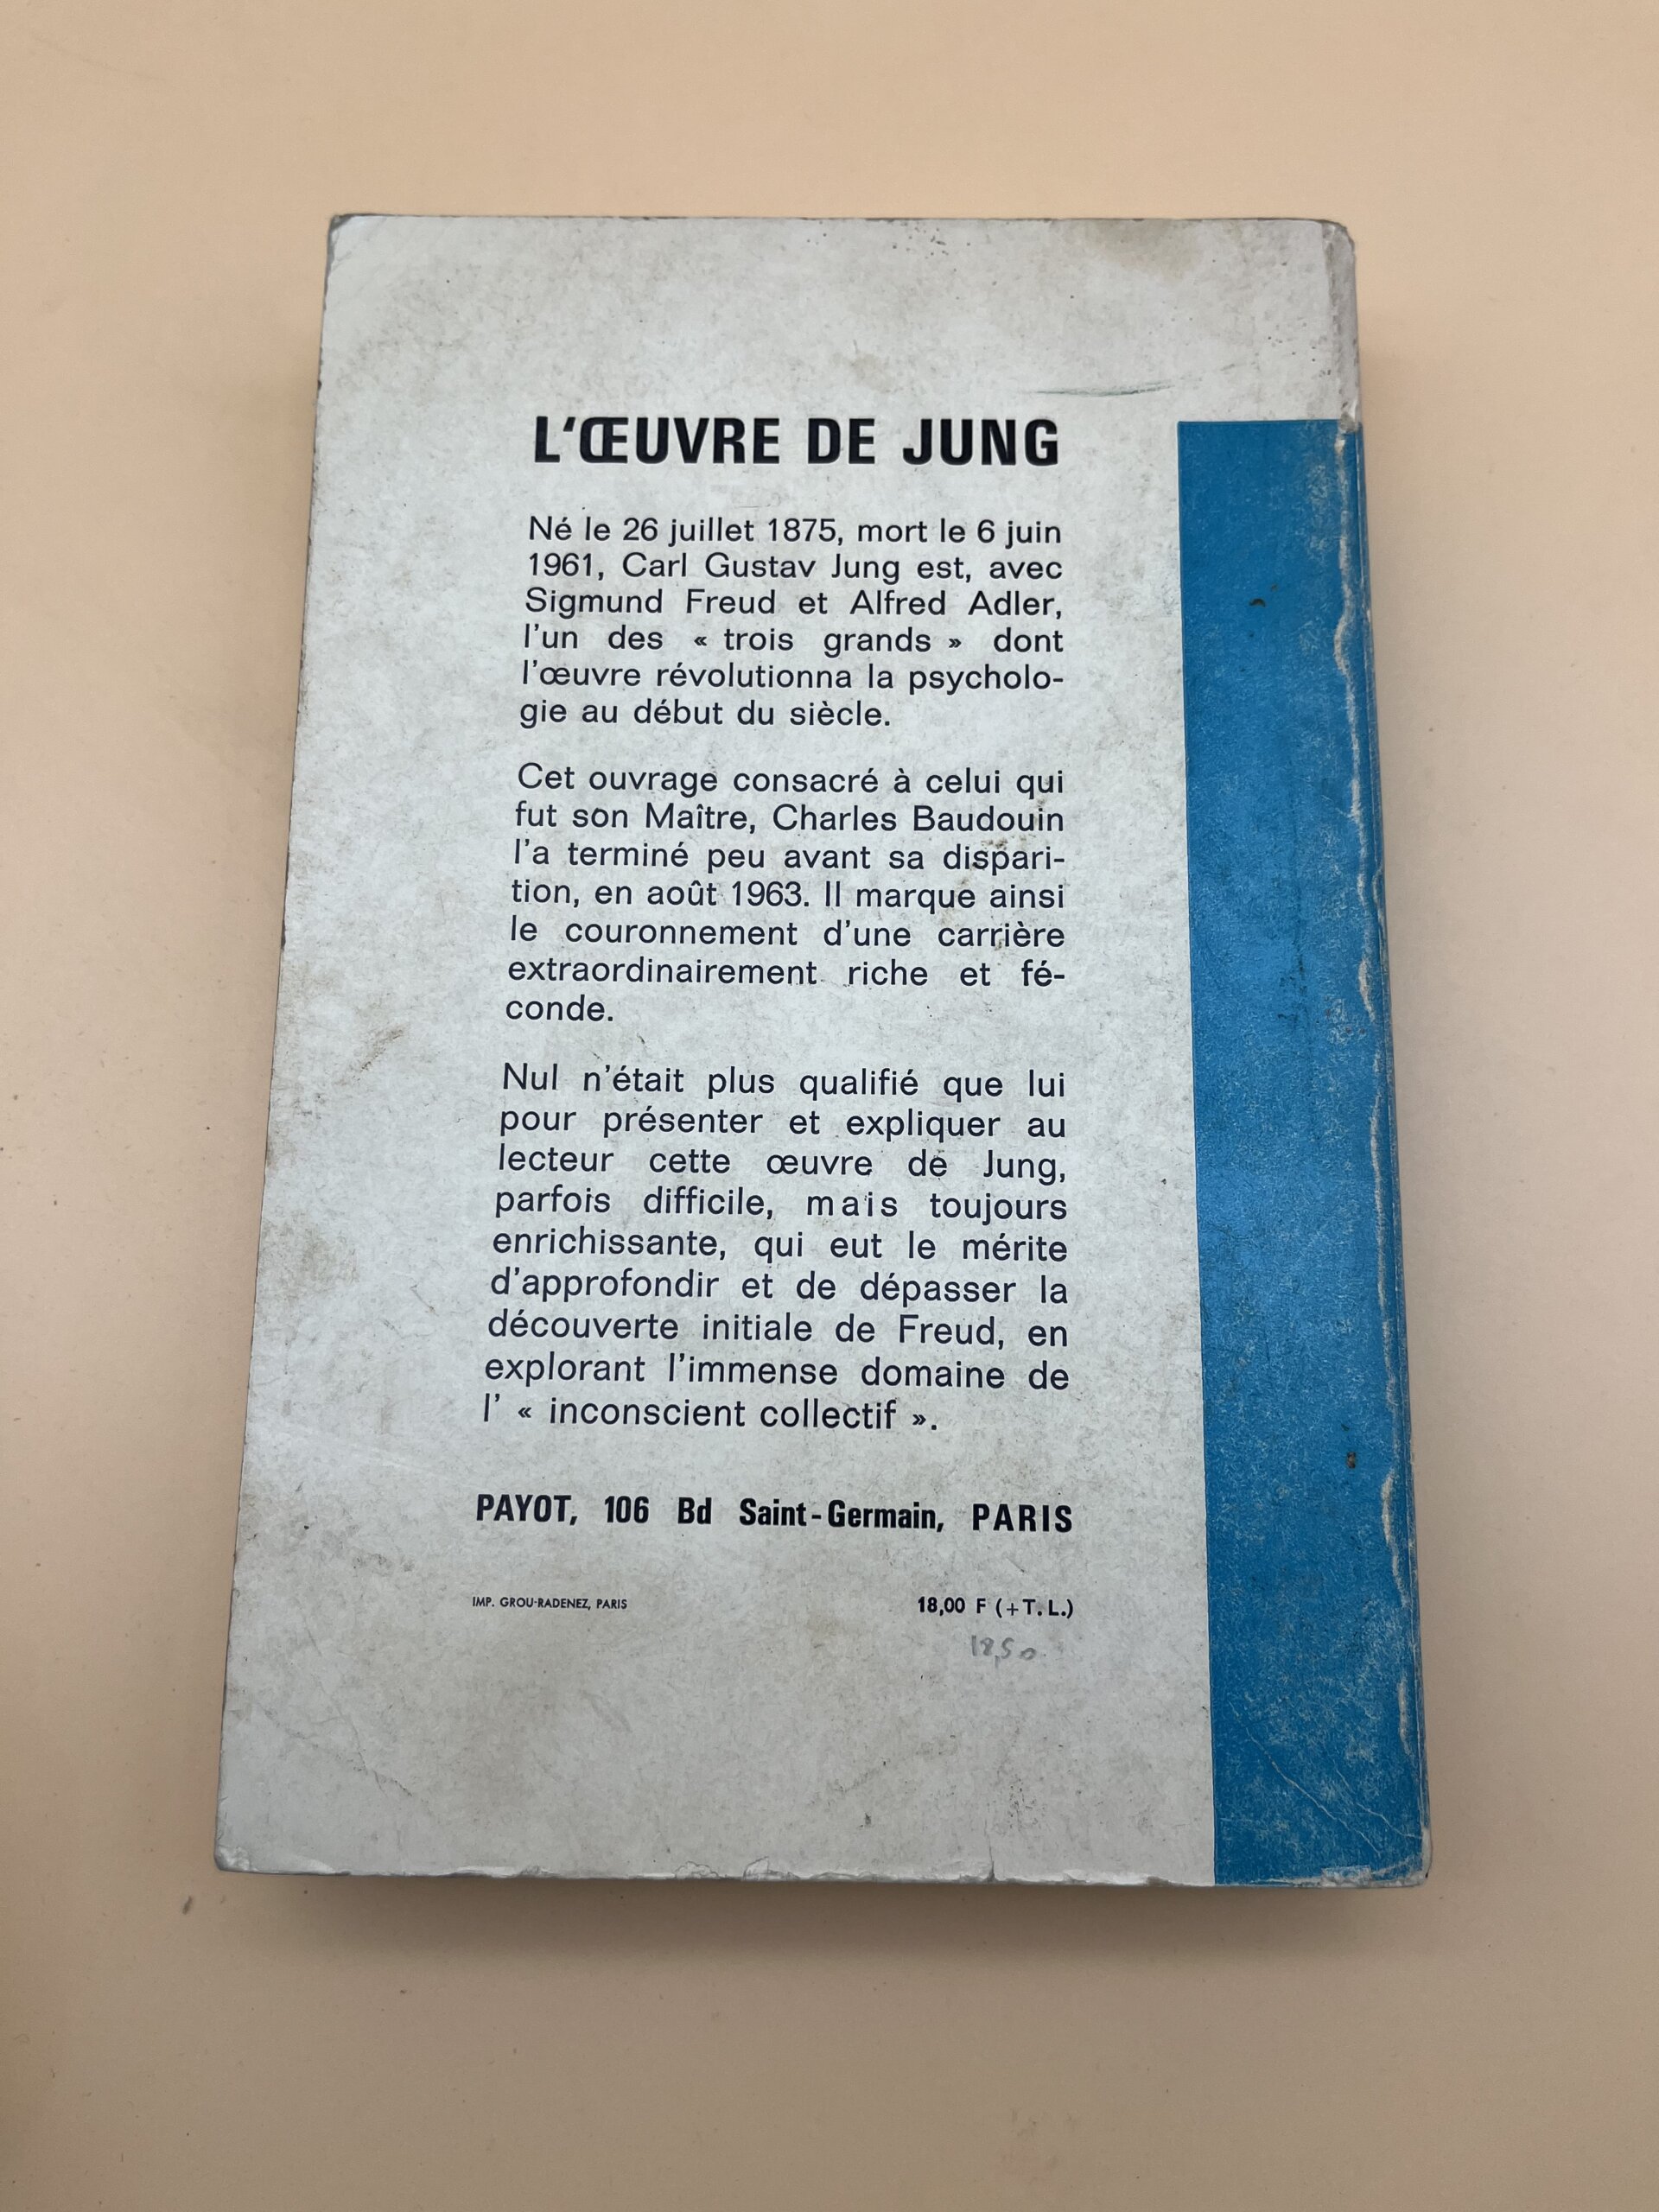 L'ŒUVRE DE JUNG
Né le 26 juillet 1875, mort le 6 juin
1961, Carl Gustav Jung est, avec
Sigmund Freud et Alfred Adler,
l'un des « trois grands » dont
l'œuvre révolutionna la psycholo-
gie au début du siècle.
Cet ouvrage consacré à celui qui
fut son Maître, Charles Baudouin
l'a terminé peu avant sa dispari-
tion, en août 1963. Il marque ainsi
le couronnement d'une carrière
extraordinairement riche et fé-
conde.
Nul n'était plus qualifié que lui
pour présenter et expliquer au
lecteur cette œuvre de Jung,
parfois difficile, mais toujours
enrichissante, qui eut le mérite
d'approfondir et de dépasser la
découverte initiale de Freud, en
explorant l'immense domaine de
l' « inconscient collectif ».
PAYOT, 106 Bd Saint-Germain, PARIS
IMP. GROU-RADENEZ, PARIS 18,00 F (+T.L.)
18,50